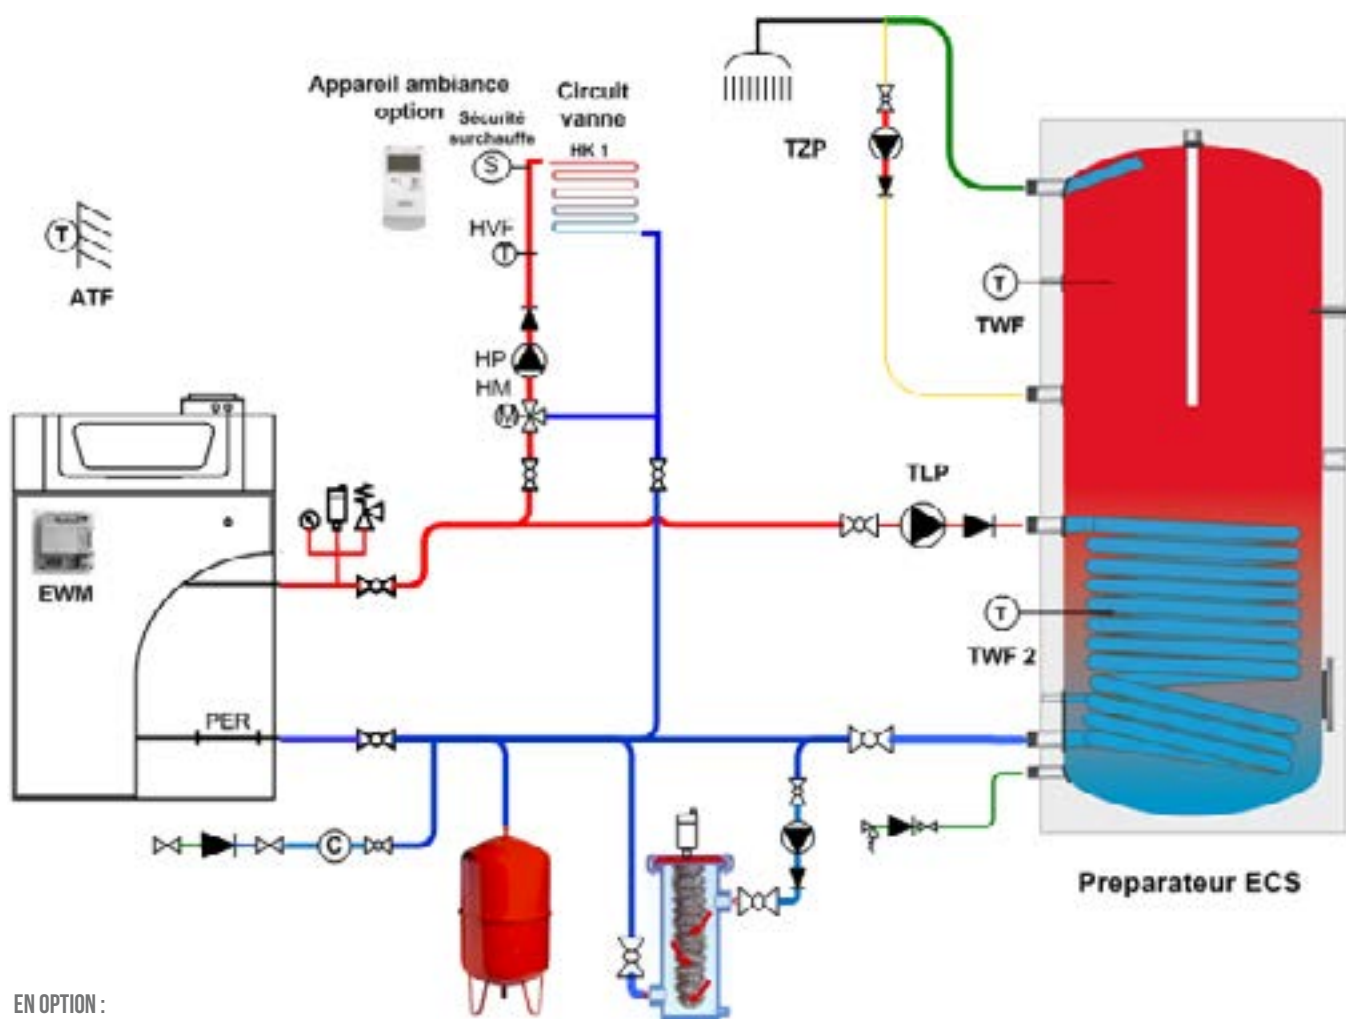 Appareil ambiance
option
Sécurité
surchauffe
S
Circuit
vanne
HK 1
TZP
T
ATF
HVF
T
T
TWF
HP
HM
M
TLP
EWM
T
TWF 2
PER
C
Preparateur ECS
EN OPTION :